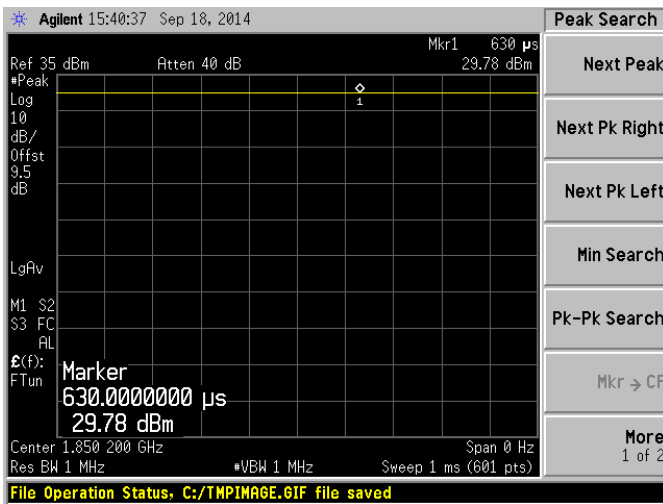 Agilent 15:40:37 Sep 18, 2014
Peak Search
Mkr1 630 µs
Ref 35 dBm Atten 40 dB 29.78 dBm
#Peak
Log
10
dB/
Offst
9.5
dB
1
LgAv
M1 S2
S3 FC
AL
£(f):
FTun
Marker
630.0000000 µs
29.78 dBm
Center 1.850 200 GHz Span 0 Hz
Res BW 1 MHz #VBW 1 MHz Sweep 1 ms (601 pts)
File Operation Status, C:/TMPIMAGE.GIF file saved
Next Peak
Next Pk Right
Next Pk Left
Min Search
Pk-Pk Search
Mkr → CF
More
1 of 2